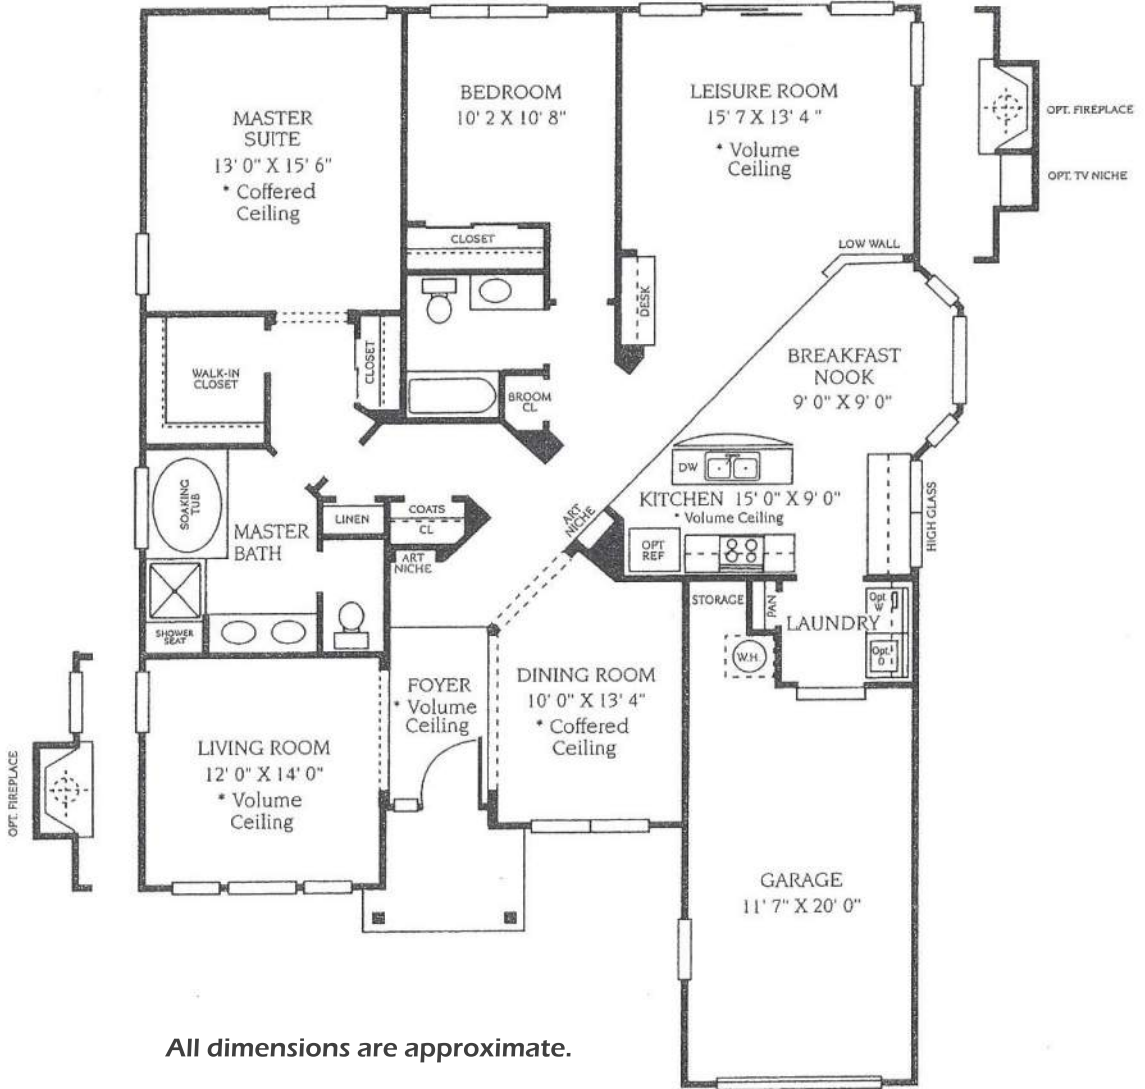 MASTER
SUITE
13' 0" X 15' 6"
* Coffered
Ceiling
BEDROOM
10' 2 X 10' 8"
LEISURE ROOM
15' 7 X 13' 4 "
* Volume
Ceiling
OPT. FIREPLACE
OPT. TV NICHE
CLOSET
LOW WALL
DESK
WALK-IN
CLOSET
CLOSET
BROOM
CL
BREAKFAST
NOOK
9' 0" X 9' 0"
DW
KITCHEN 15' 0" X 9' 0"
* Volume Ceiling
HIGH GLASS
OPT
REF
SOAKING
TUB
MASTER
BATH
LINEN
COATS
CL
ART
NICHE
ART
NICHE
SHOWER
SEAT
STORAGE
PAN
LAUNDRY
Opt.
W
Opt.
D
W.H.
FOYER
* Volume
Ceiling
DINING ROOM
10' 0" X 13' 4"
* Coffered
Ceiling
LIVING ROOM
12' 0" X 14' 0"
* Volume
Ceiling
OPT. FIREPLACE
GARAGE
11' 7" X 20' 0"
All dimensions are approximate.